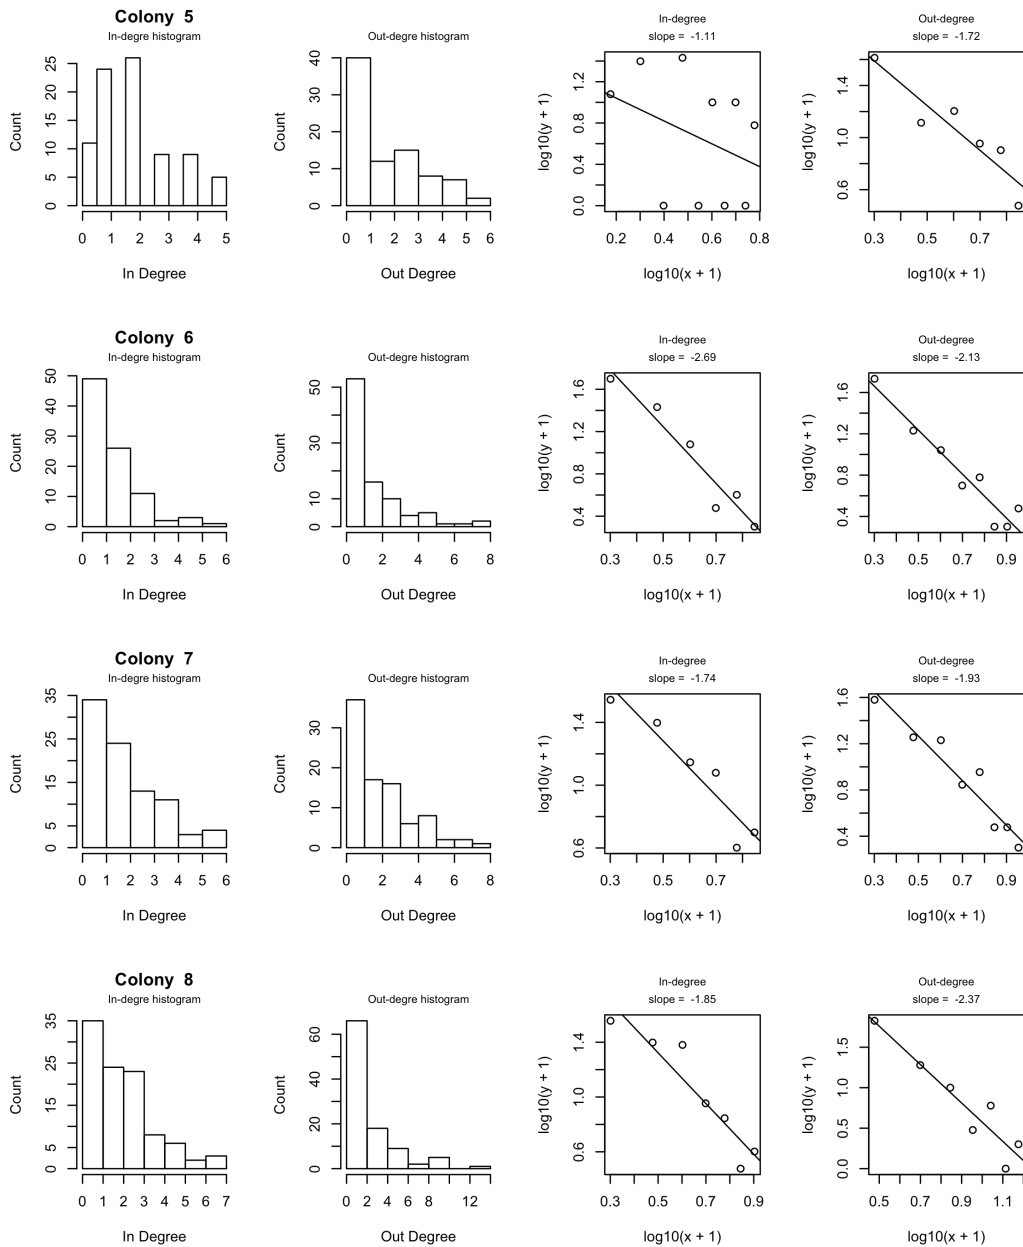 Colony 5
In-degree histogram
Out-degre histogram
In-degree
slope = -1.11
Out-degree
slope = -1.72
Count
0 5 10 15 20 25
0 1 2 3 4 5
In Degree
Count
0 10 20 30 40
0 1 2 3 4 5 6
Out Degree
log10(y + 1)
0.0 0.4 0.8 1.2
0.2 0.4 0.6 0.8
log10(x + 1)
log10(y + 1)
0.6 1.0 1.4
0.3 0.5 0.7
log10(x + 1)
Colony 6
In-degre histogram
Out-degre histogram
In-degree
slope = -2.69
Out-degree
slope = -2.13
Count
0 10 20 30 40 50
0 1 2 3 4 5 6
In Degree
Count
0 10 30 50
0 2 4 6 8
Out Degree
log10(y + 1)
0.4 0.8 1.2 1.6
0.3 0.5 0.7
log10(x + 1)
log10(y + 1)
0.4 0.8 1.2 1.6
0.3 0.5 0.7 0.9
log10(x + 1)
Colony 7
In-degre histogram
Out-degre histogram
In-degree
slope = -1.74
Out-degree
slope = -1.93
Count
0 5 15 25 35
0 1 2 3 4 5 6
In Degree
Count
0 10 20 30
0 2 4 6 8
Out Degree
log10(y + 1)
0.6 1.0 1.4
0.3 0.5 0.7
log10(x + 1)
log10(y + 1)
0.4 0.8 1.2 1.6
0.3 0.5 0.7 0.9
log10(x + 1)
Colony 8
In-degre histogram
Out-degre histogram
In-degree
slope = -1.85
Out-degree
slope = -2.37
Count
0 5 15 25 35
0 1 2 3 4 5 6 7
In Degree
Count
0 20 40 60
0 2 4 6 8 12
Out Degree
log10(y + 1)
0.6 1.0 1.4
0.3 0.5 0.7 0.9
log10(x + 1)
log10(y + 1)
0.0 0.5 1.0 1.5
0.5 0.7 0.9 1.1
log10(x + 1)